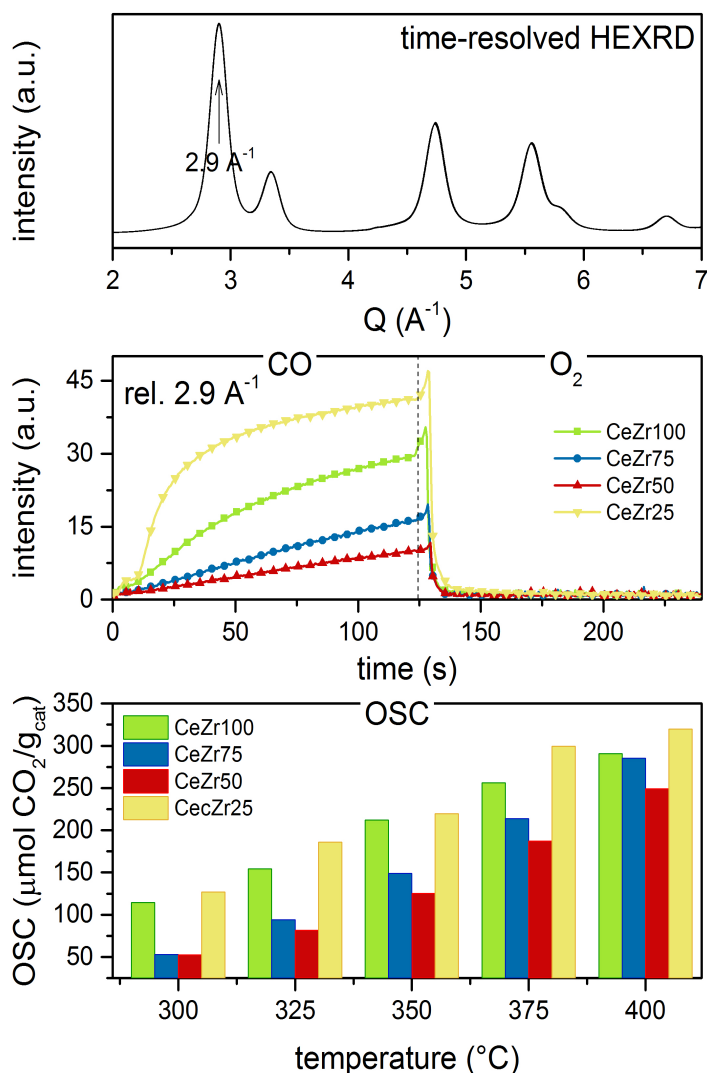 time-resolved HEXRD
intensity (a.u.)
2.9 A⁻¹
2 3 4 5 6 7
Q (A⁻¹)
CO O₂
rel. 2.9 A⁻¹
intensity (a.u.)
45
30
15
0
CeZr100
CeZr75
CeZr50
CeZr25
0 50 100 150 200
time (s)
OSC
OSC (µmol CO₂/g_cat)
350
300
250
200
150
100
50
CeZr100
CeZr75
CeZr50
CecZr25
300 325 350 375 400
temperature (°C)